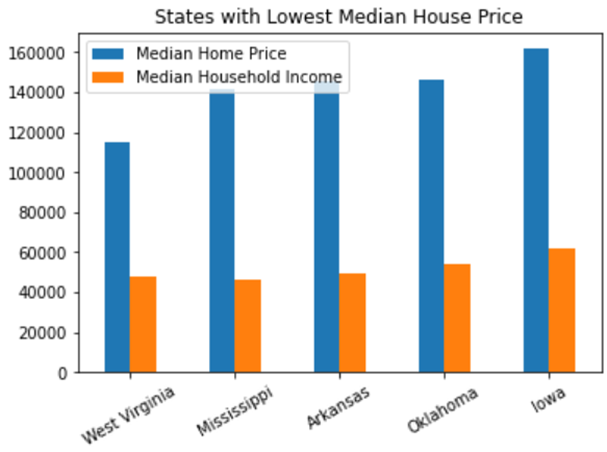 States with Lowest Median House Price
Median Home Price
Median Household Income
160000
140000
120000
100000
80000
60000
40000
20000
0
West Virginia
Mississippi
Arkansas
Oklahoma
Iowa